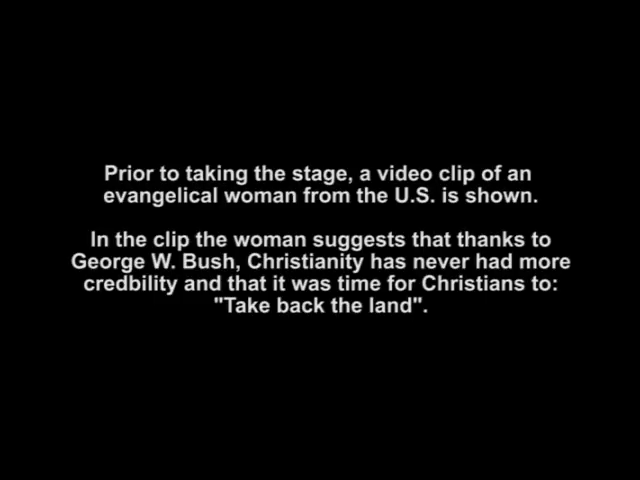 Prior to taking the stage, a video clip of an
evangelical woman from the U.S. is shown.
In the clip the woman suggests that thanks to
George W. Bush, Christianity has never had more
credbility and that it was time for Christians to:
"Take back the land".